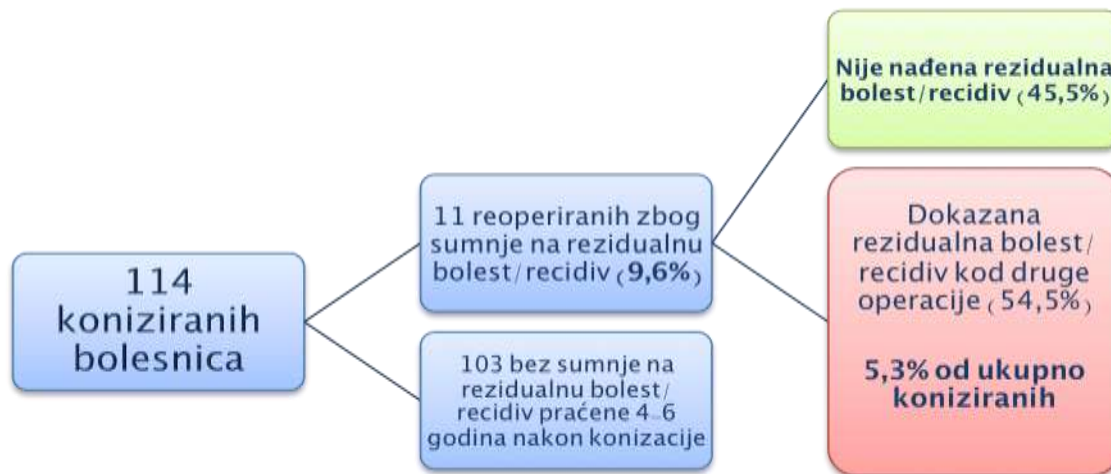 114
koniziranih
bolesnica
11 reoperiranih zbog
sumnje na rezidualnu
bolest/recidiv (9,6%)
103 bez sumnje na
rezidualnu bolest/
recidiv praćene 4-6
godina nakon konizacije
Nije nađena rezidualna
bolest/recidiv (45,5%)
Dokazana
rezidualna bolest/
recidiv kod druge
operacije (54,5%)
5,3% od ukupno
koniziranih